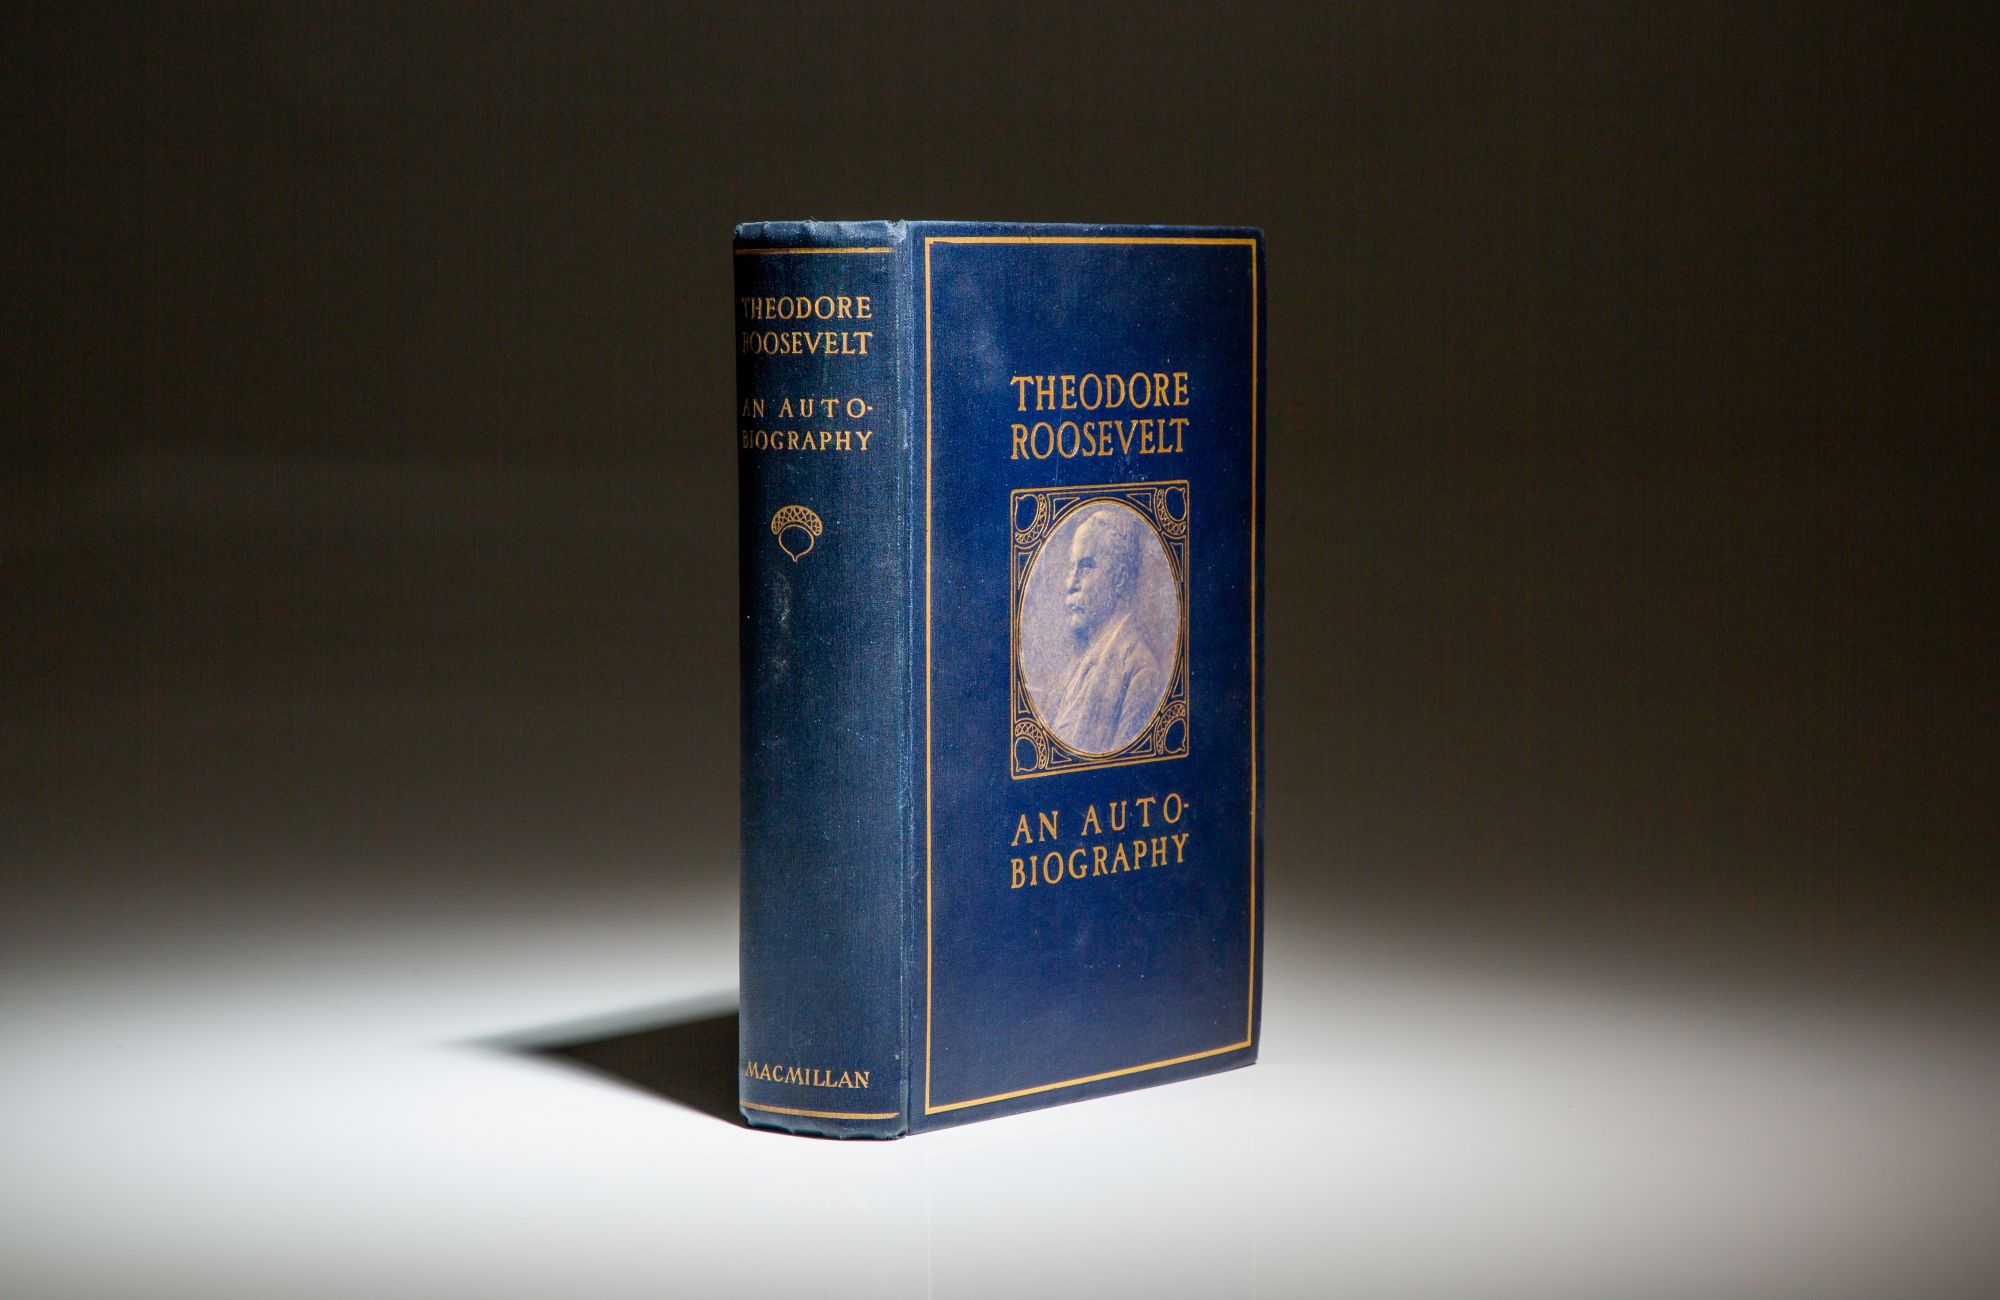 THEODORE
ROOSEVELT
AN AUTO-
BIOGRAPHY
MACMILLAN
THEODORE
ROOSEVELT
AN AUTO-
BIOGRAPHY